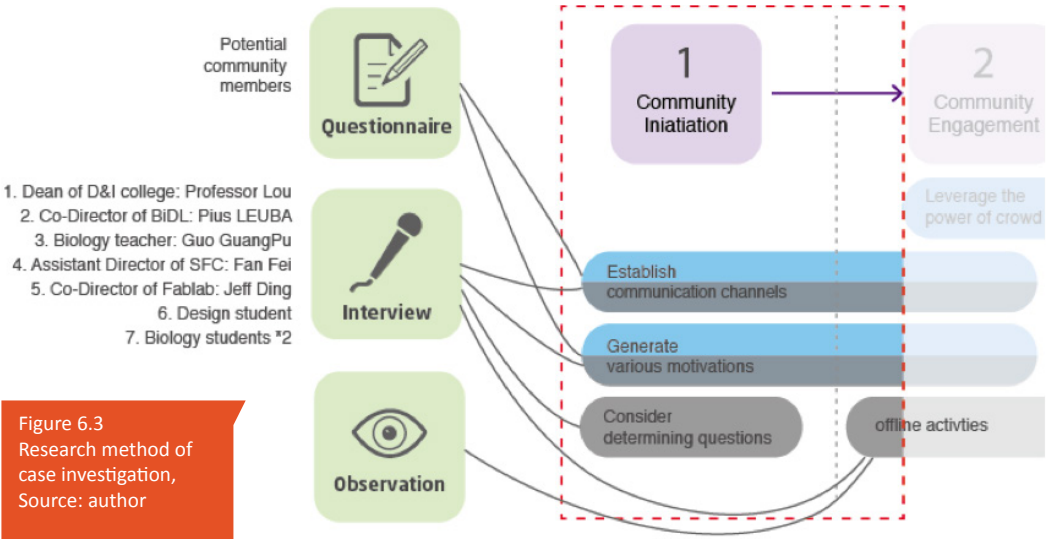 Potential
community
members
Questionnaire
1. Dean of D&I college: Professor Lou
2. Co-Director of BiDL: Pius LEUBA
3. Biology teacher: Guo GuangPu
4. Assistant Director of SFC: Fan Fei
5. Co-Director of Fablab: Jeff Ding
6. Design student
7. Biology students *2
Interview
Observation
Figure 6.3
Research method of
case investigation,
Source: author
1
Community
Iniatiation
2
Community
Engagement
Leverage the
power of crowd
Establish
communication channels
Generate
various motivations
Consider
determining questions
offline activties